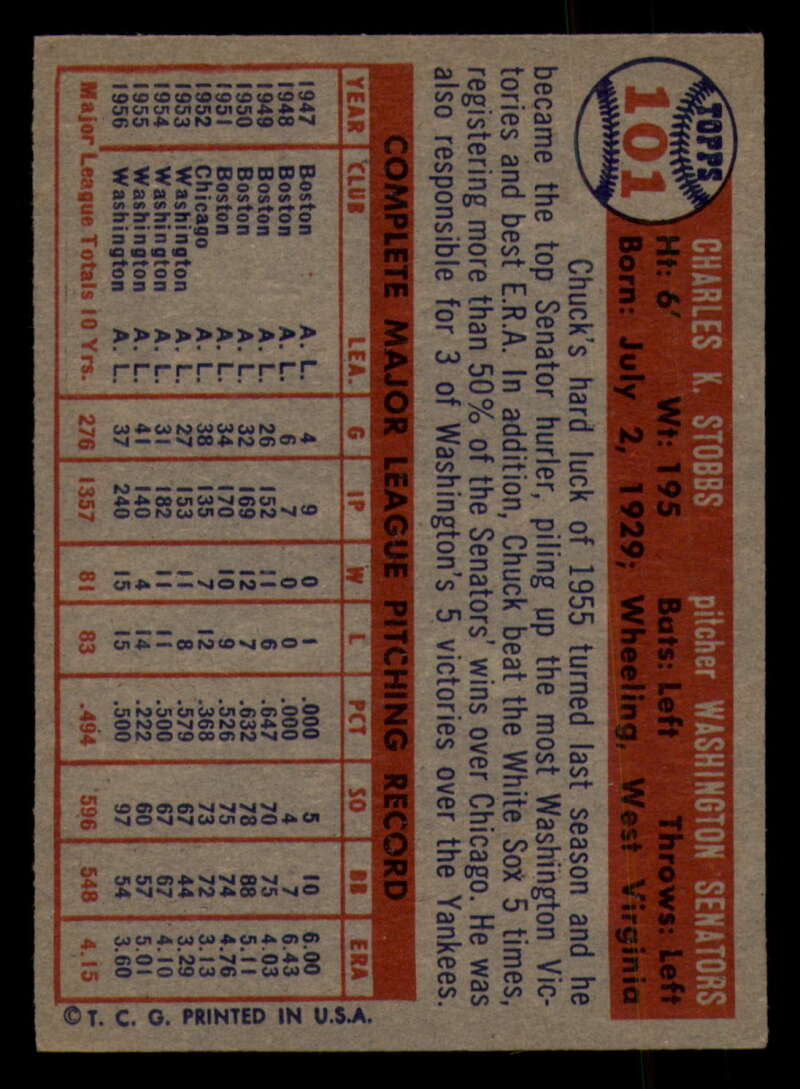 TOPPS
101
CHARLES K. STOBBS pitcher WASHINGTON SENATORS
Ht: 6' Wt: 195 Bats: Left Throws: Left
Born: July 2, 1929; Wheeling, West Virginia
Chuck's hard luck of 1955 turned last season and he
became the top Senator hurler, piling up the most Washington Vic-
tories and best E.R.A. In addition, Chuck beat the White Sox 5 times,
registering more than 50% of the Senators' wins over Chicago. He was
also responsible for 3 of Washington's 5 victories over the Yankees.
COMPLETE MAJOR LEAGUE PITCHING RECORD
YEAR CLUB LEA. G IP W L PCT SO BB ERA
1947 Boston A. L. 4 9 0 1 .000 5 10 6.00
1948 Boston A. L. 6 7 0 0 .000 4 7 6.43
1949 Boston A. L. 26 152 11 6 .647 70 75 4.03
1950 Boston A. L. 32 169 12 7 .632 78 88 5.11
1951 Boston A. L. 34 170 10 9 .526 75 74 4.76
1952 Chicago A. L. 38 135 7 12 .368 73 72 3.13
1953 Washington A. L. 27 153 11 8 .579 67 44 3.29
1954 Washington A. L. 31 182 11 11 .500 67 67 4.10
1955 Washington A. L. 41 140 4 14 .222 60 57 5.01
1956 Washington A. L. 37 240 15 15 .500 97 54 3.60
Major League Totals 10 Yrs. 276 1357 81 83 .494 596 548 4.15
© T. C. G. PRINTED IN U.S.A.